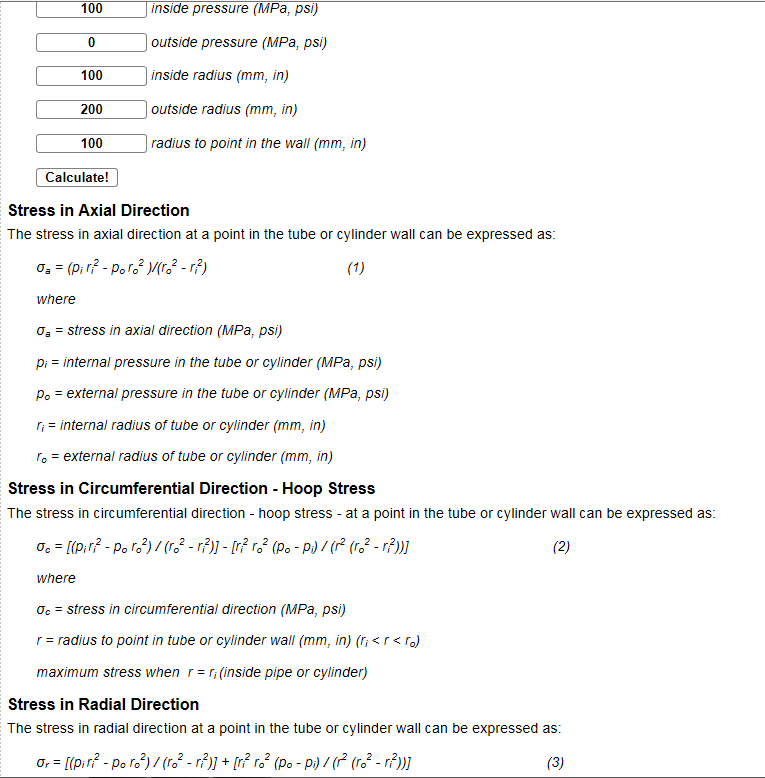 100 inside pressure (MPa, psi)
0 outside pressure (MPa, psi)
100 inside radius (mm, in)
200 outside radius (mm, in)
100 radius to point in the wall (mm, in)
Calculate!
Stress in Axial Direction
The stress in axial direction at a point in the tube or cylinder wall can be expressed as:
σₐ = (pᵢ rᵢ² - pₒ rₒ² )/(rₒ² - rᵢ²) (1)
where
σₐ = stress in axial direction (MPa, psi)
pᵢ = internal pressure in the tube or cylinder (MPa, psi)
pₒ = external pressure in the tube or cylinder (MPa, psi)
rᵢ = internal radius of tube or cylinder (mm, in)
rₒ = external radius of tube or cylinder (mm, in)
Stress in Circumferential Direction - Hoop Stress
The stress in circumferential direction - hoop stress - at a point in the tube or cylinder wall can be expressed as:
σc = [(pᵢ rᵢ² - pₒ rₒ²) / (rₒ² - rᵢ²)] - [rᵢ² rₒ² (pₒ - pᵢ) / (r² (rₒ² - rᵢ²))] (2)
where
σc = stress in circumferential direction (MPa, psi)
r = radius to point in tube or cylinder wall (mm, in) (rᵢ < r < rₒ)
maximum stress when r = rᵢ (inside pipe or cylinder)
Stress in Radial Direction
The stress in radial direction at a point in the tube or cylinder wall can be expressed as:
σᵣ = [(pᵢ rᵢ² - pₒ rₒ²) / (rₒ² - rᵢ²)] + [rᵢ² rₒ² (pₒ - pᵢ) / (r² (rₒ² - rᵢ²))] (3)